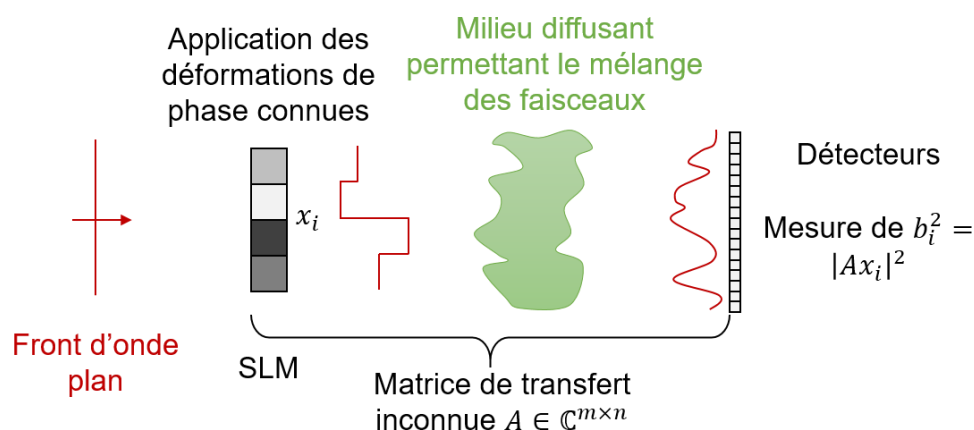 Application des
déformations de
phase connues
Milieu diffusant
permettant le mélange
des faisceaux
x_i
Détecteurs
Mesure de b_i^2 =
|Ax_i|^2
Front d'onde
plan
SLM
Matrice de transfert
inconnue A ∈ ℂ^{m×n}